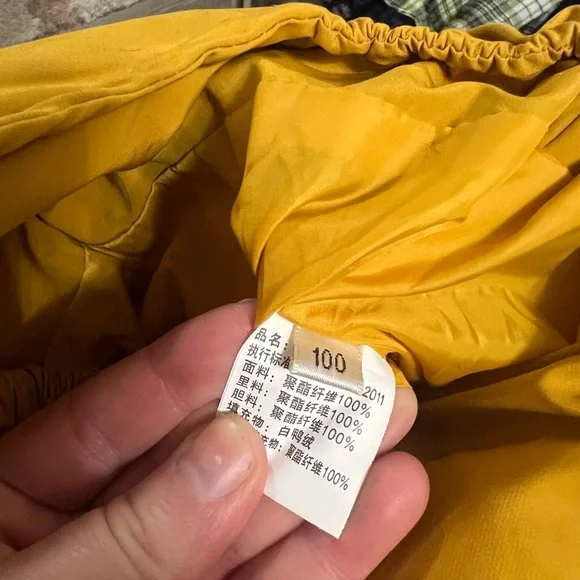 品名：
100
执行标准 2011
面料：聚酯纤维100%
里料：聚酯纤维100%
胆料：聚酯纤维100%
填充物：白鸭绒
充物：聚酯纤维100%